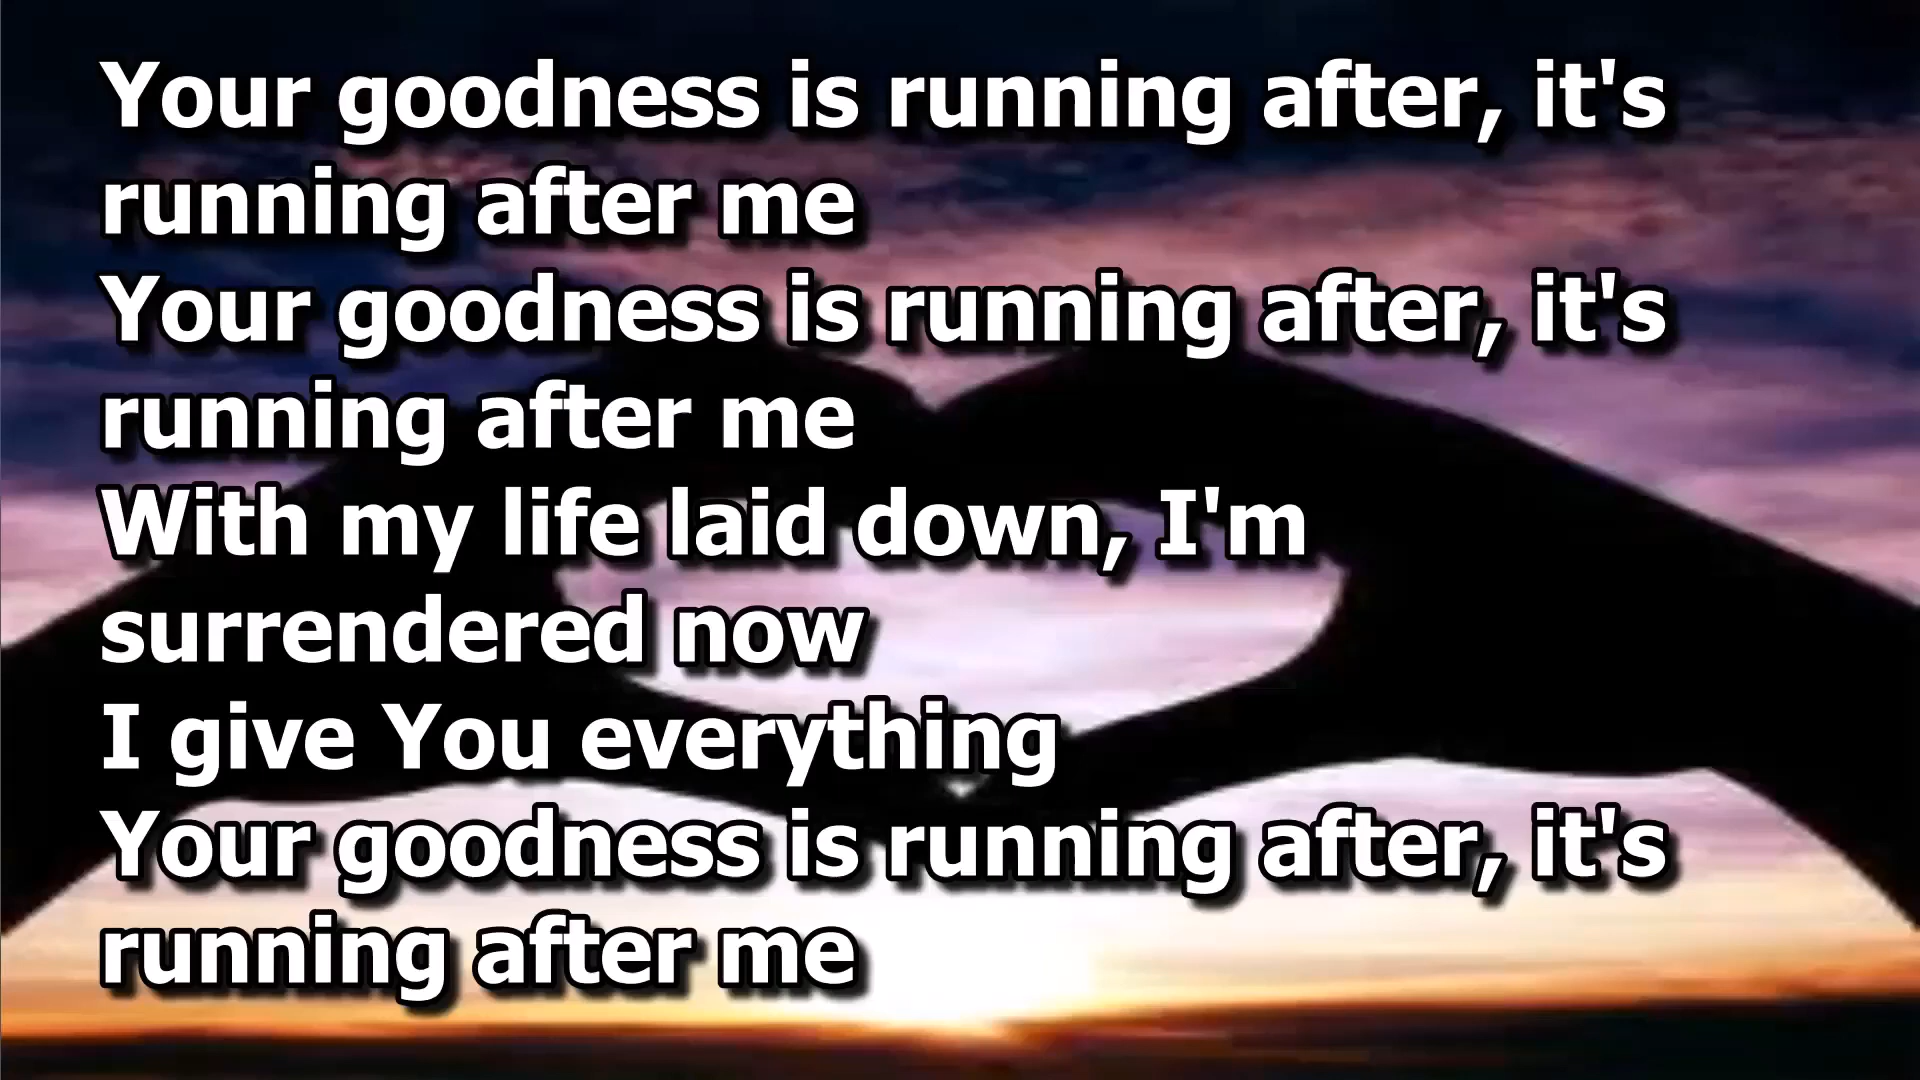 Your goodness is running after, it's
running after me
Your goodness is running after, it's
running after me
With my life laid down, I'm
surrendered now
I give You everything
Your goodness is running after, it's
running after me